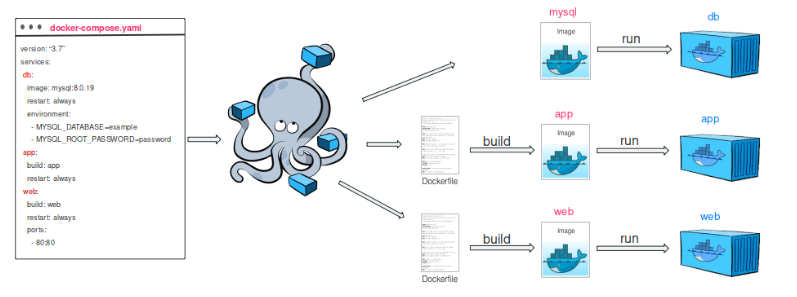 docker-compose.yaml
version: “3.7”
services:
db:
image: mysql:8.0.19
restart: always
environment:
- MYSQL_DATABASE=example
- MYSQL_ROOT_PASSWORD=password
app:
build: app
restart: always
web:
build: web
restart: always
ports:
- 80:80
mysql
Image
run
db
Dockerfile
build
app
Image
run
app
Dockerfile
build
web
Image
run
web